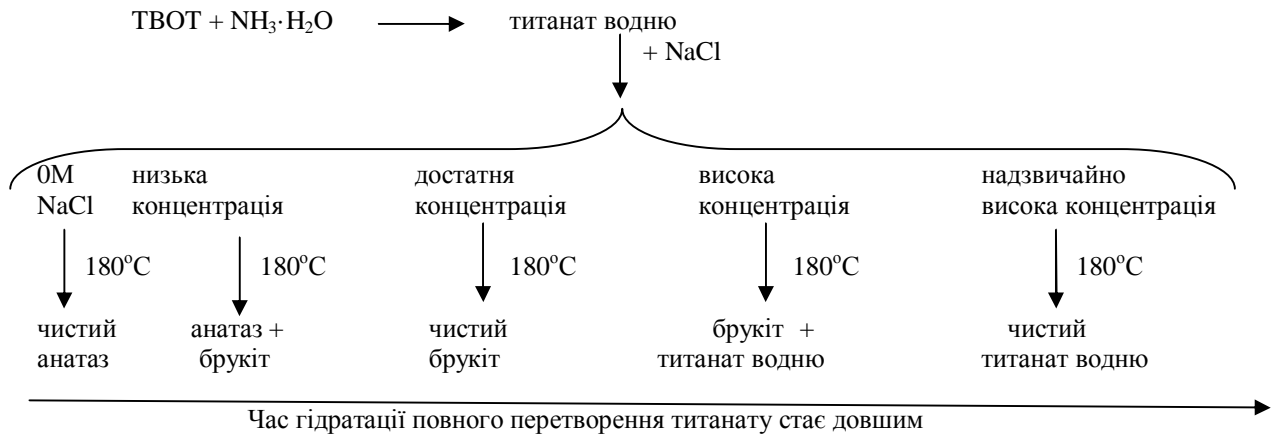 ТВОТ + NH₃·H₂O титанат водню
+ NaCl
0М низька достатня висока надзвичайно
NaCl концентрація концентрація концентрація висока концентрація
180°С 180°С 180°С 180°С 180°С
чистий анатаз + чистий брукіт + чистий
анатаз брукіт брукіт титанат водню титанат водню
Час гідратації повного перетворення титанату стає довшим